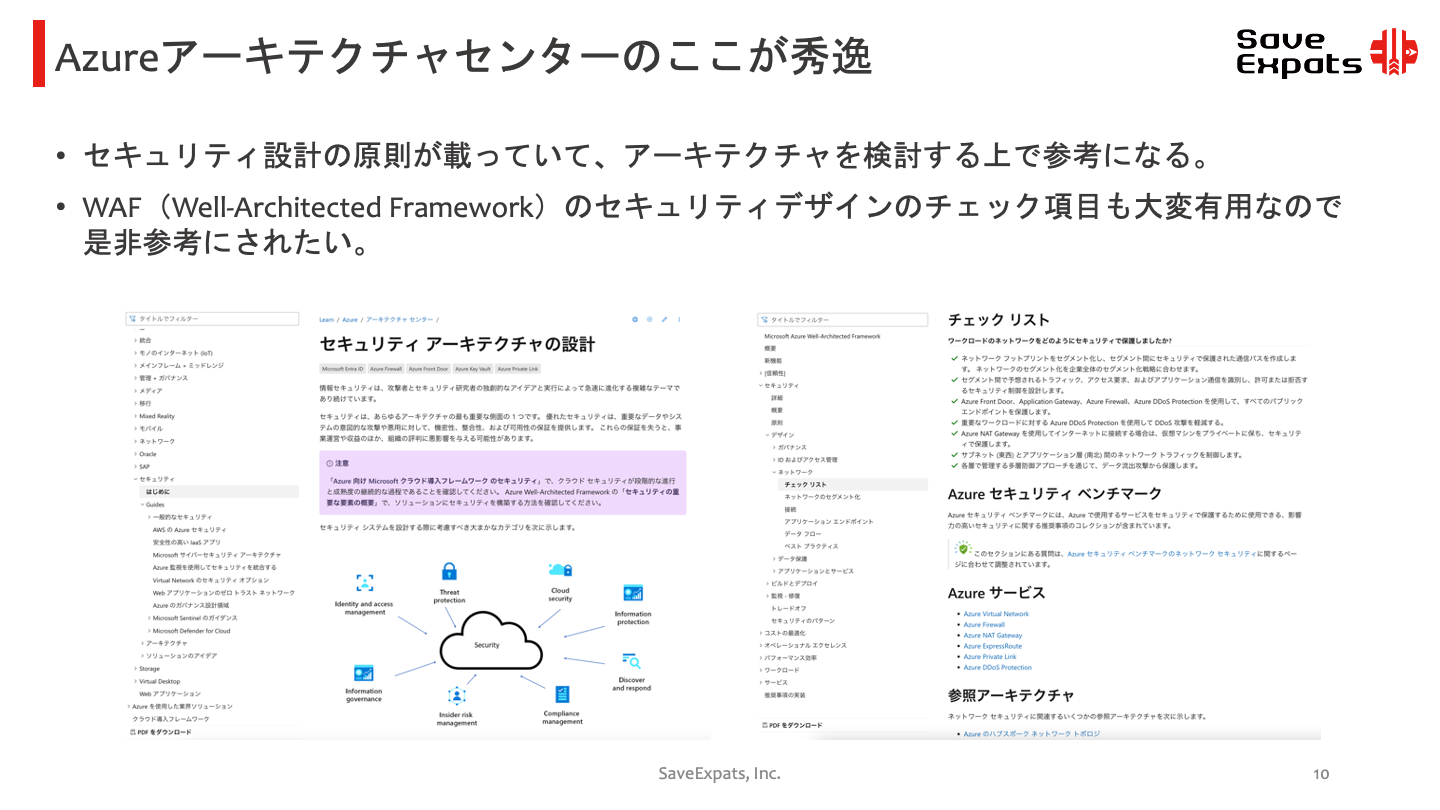 Azureアーキテクチャセンターのここが秀逸
Save
Expats
• セキュリティ設計の原則が載っていて、アーキテクチャを検討する上で参考になる。
• WAF（Well-Architected Framework）のセキュリティデザインのチェック項目も大変有用なので
是非参考にされたい。
タイトルでフィルター
統合
モノのインターネット (IoT)
メインフレーム + ミッドレンジ
管理 + ガバナンス
メディア
移行
Mixed Reality
モバイル
ネットワーク
Oracle
SAP
セキュリティ
はじめに
Guides
一般的なセキュリティ
AWS の Azure セキュリティ
安全性の高い IaaS アプリ
Microsoft サイバーセキュリティ アーキテクチャ
Azure 監視を使用してセキュリティを統合する
Virtual Network のセキュリティ オプション
Web アプリケーションのゼロ トラスト ネットワーク
Azure のガバナンス設計領域
Microsoft Sentinel のガイダンス
Microsoft Defender for Cloud
アーキテクチャ
ソリューションのアイデア
Storage
Virtual Desktop
Web アプリケーション
Azure を使用した業界ソリューション
クラウド導入フレームワーク
PDF をダウンロード
Learn / Azure / アーキテクチャ センター /
セキュリティ アーキテクチャの設計
Microsoft Entra ID Azure Firewall Azure Front Door Azure Key Vault Azure Private Link
情報セキュリティは、攻撃者とセキュリティ研究者の独創的なアイデアと実行によって急速に進化する複雑なテーマで
あり続けています。
セキュリティは、あらゆるアーキテクチャの最も重要な側面の 1 つです。 優れたセキュリティは、重要なデータやシス
テムの意図的な攻撃や悪用に対して、機密性、整合性、および可用性の保証を提供します。 これらの保証を失うと、事
業運営や収益のほか、組織の評判に悪影響を与える可能性があります。
注意
「Azure 向け Microsoft クラウド導入フレームワーク のセキュリティ」で、クラウド セキュリティが段階的な進行
と成熟度の継続的な過程であることを確認してください。 Azure Well-Architected Framework の「セキュリティの重
要な要素の概要」で、ソリューションにセキュリティを構築する方法を確認してください。
セキュリティ システムを設計する際に考慮すべき大まかなカテゴリを次に示します。
Identity and access
management
Threat
protection
Cloud
security
Information
protection
Security
Information
governance
Insider risk
management
Compliance
management
Discover
and respond
タイトルでフィルター
Microsoft Azure Well-Architected Framework
概要
新機能
[信頼性]
セキュリティ
詳細
概要
原則
デザイン
ガバナンス
ID およびアクセス管理
ネットワーク
チェック リスト
ネットワークのセグメント化
接続
アプリケーション エンドポイント
データ フロー
ベスト プラクティス
データ保護
アプリケーションとサービス
ビルドとデプロイ
監視 - 修復
トレードオフ
セキュリティのパターン
コストの最適化
オペレーショナル エクセレンス
パフォーマンス効率
ワークロード
サービス
推奨事項の実装
PDF をダウンロード
チェック リスト
ワークロードのネットワークをどのようにセキュリティで保護しましたか?
ネットワーク フットプリントをセグメント化し、セグメント間にセキュリティで保護された通信パスを作成しま
す。 ネットワークのセグメント化を企業全体のセグメント化戦略に合わせます。
セグメント間で予想されるトラフィック、アクセス要求、およびアプリケーション通信を識別し、許可または拒否す
るセキュリティ制御を設計します。
Azure Front Door、Application Gateway、Azure Firewall、Azure DDoS Protection を使用して、すべてのパブリック
エンドポイントを保護します。
重要なワークロードに対する Azure DDoS Protection を使用して DDoS 攻撃を軽減する。
Azure NAT Gateway を使用してインターネットに接続する場合は、仮想マシンをプライベートに保ち、セキュリテ
ィで保護します。
サブネット (東西) とアプリケーション層 (南北) 間のネットワーク トラフィックを制御します。
各層で管理する多層防御アプローチを通じて、データ流出攻撃から保護します。
Azure セキュリティ ベンチマーク
Azure セキュリティ ベンチマークには、Azure で使用するサービスをセキュリティで保護するために使用できる、影響
力の高いセキュリティに関する推奨事項のコレクションが含まれています。
このセクションにある質問は、Azure セキュリティ ベンチマークのネットワーク セキュリティに関するペー
ジに合わせて調整されています。
Azure サービス
• Azure Virtual Network
• Azure Firewall
• Azure NAT Gateway
• Azure ExpressRoute
• Azure Private Link
• Azure DDoS Protection
参照アーキテクチャ
ネットワーク セキュリティに関連するいくつかの参照アーキテクチャを次に示します。
• Azure のハブスポーク ネットワーク トポロジ
SaveExpats, Inc.
10